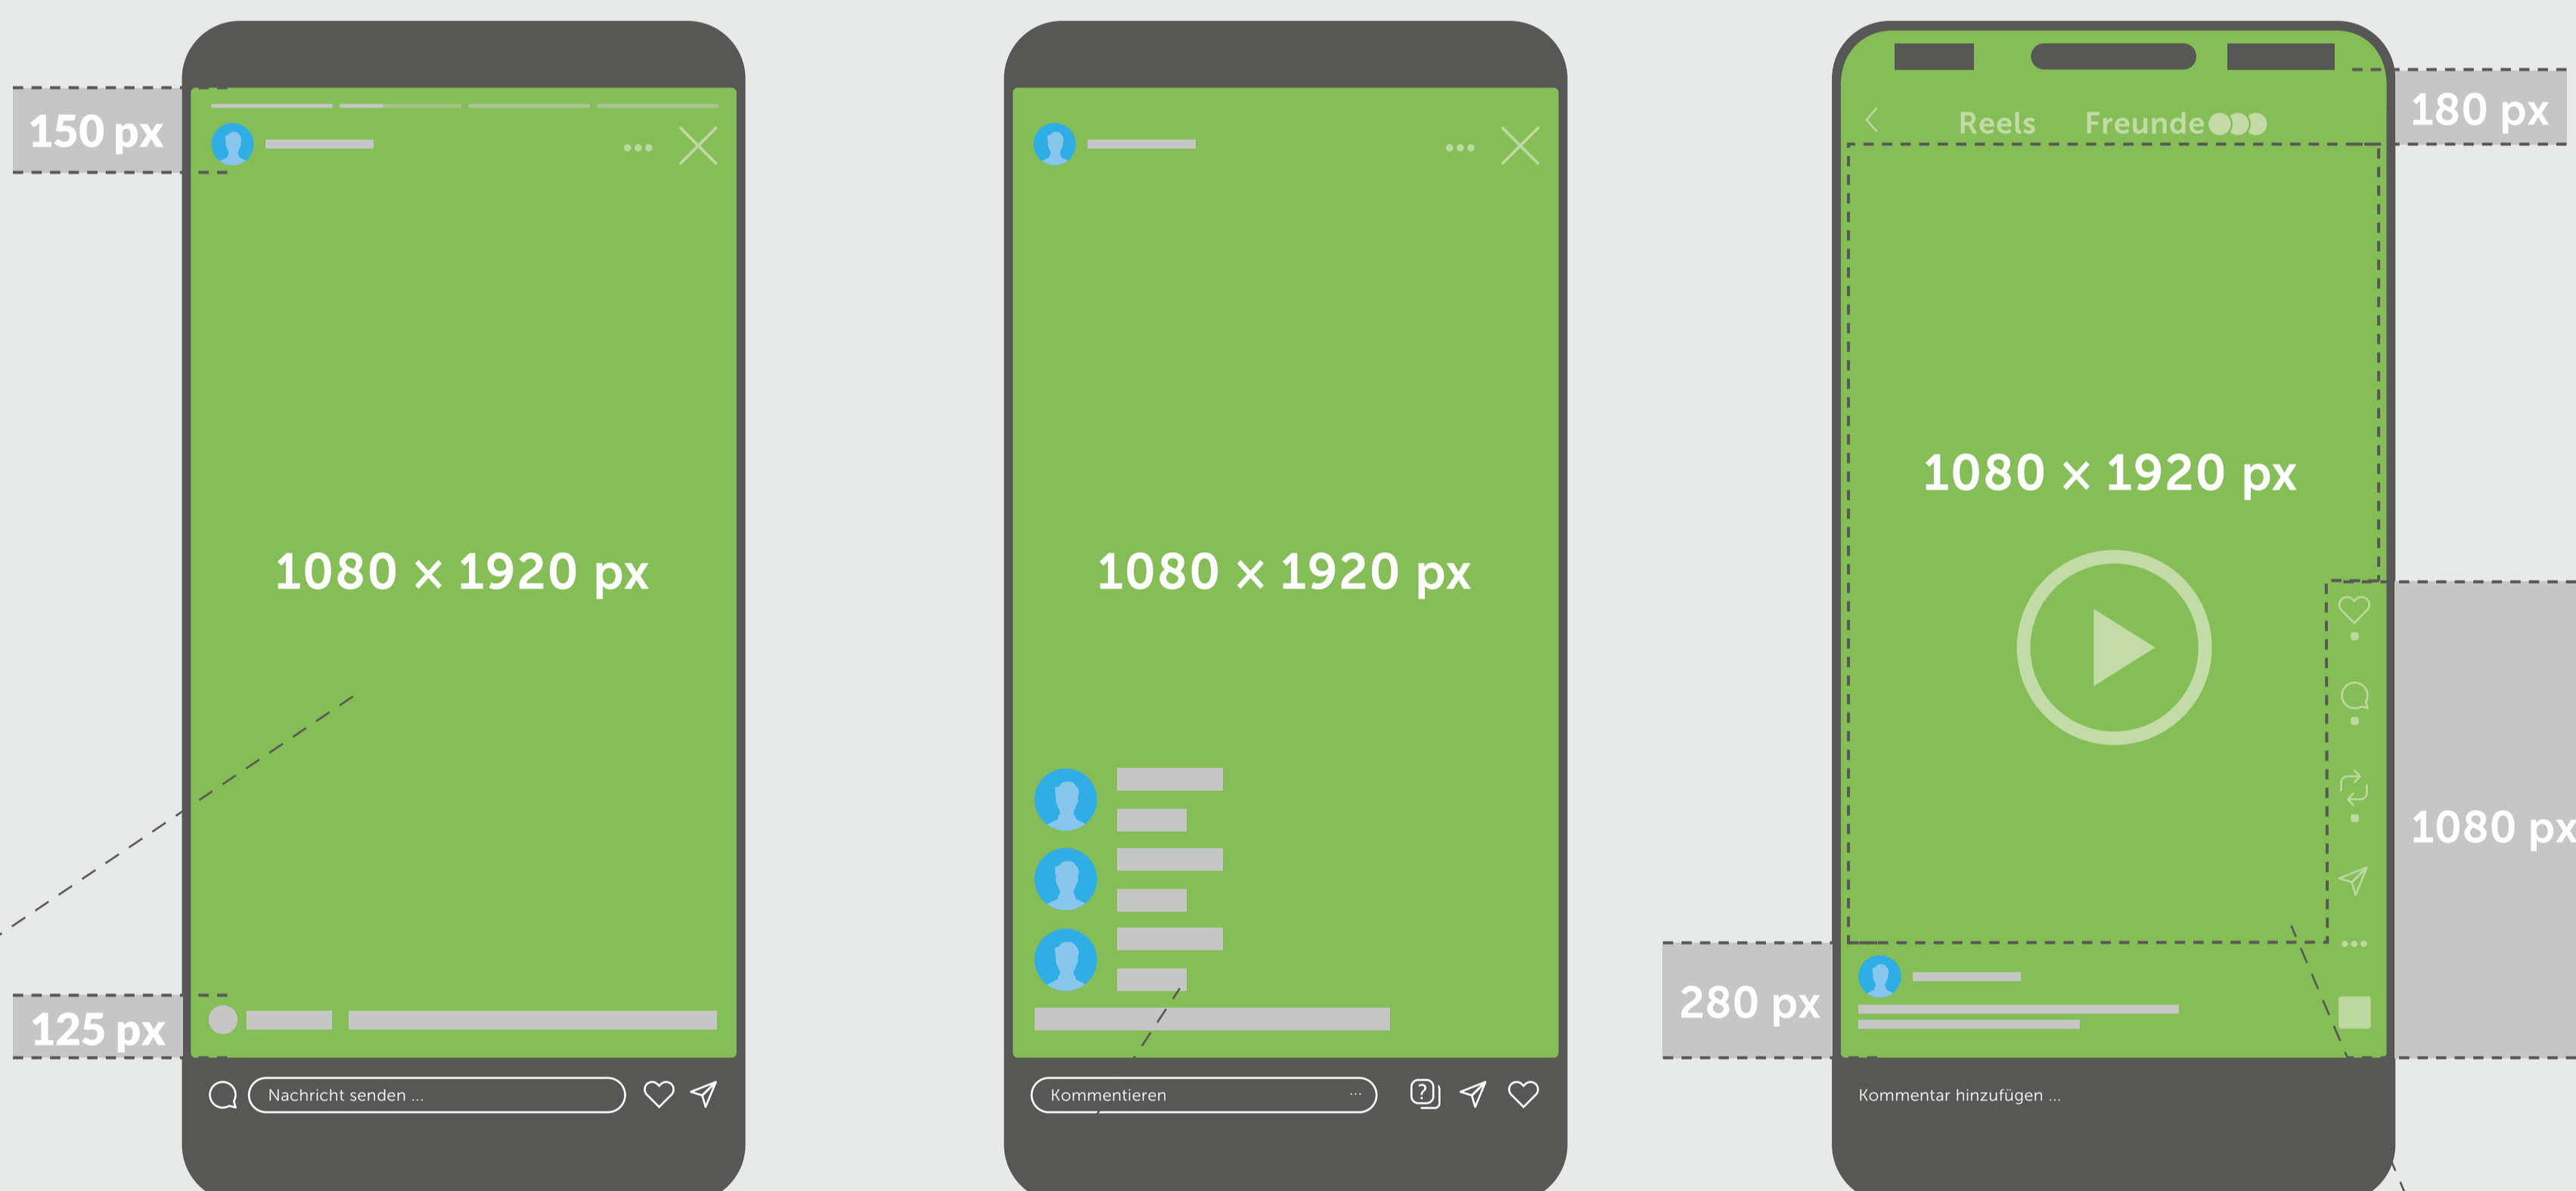 150 px
1080 × 1920 px
125 px
Nachricht senden ...
1080 × 1920 px
Kommentieren ...
?
Reels Freunde
180 px
1080 × 1920 px
1080 px
280 px
Kommentar hinzufügen ...